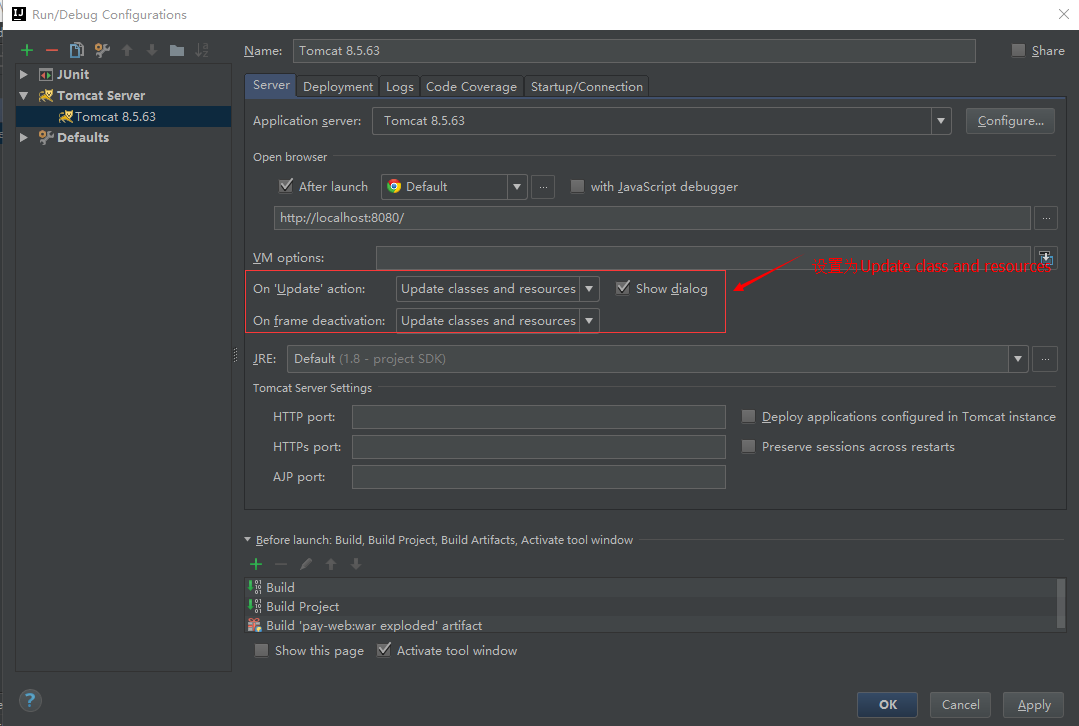 Run/Debug Configurations
Name: Tomcat 8.5.63 Share
JUnit
Tomcat Server
Tomcat 8.5.63
Defaults
Server Deployment Logs Code Coverage Startup/Connection
Application server: Tomcat 8.5.63 Configure...
Open browser
After launch Default ... with JavaScript debugger
http://localhost:8080/ ...
VM options:
Update class and resources
On 'Update' action: Update classes and resources Show dialog
On frame deactivation: Update classes and resources
JRE: Default (1.8 - project SDK) ...
Tomcat Server Settings
HTTP port: Deploy applications configured in Tomcat instance
HTTPs port: Preserve sessions across restarts
AJP port:
Before launch: Build, Build Project, Build Artifacts, Activate tool window
Build
Build Project
Build 'pay-web:war exploded' artifact
Show this page Activate tool window
? OK Cancel Apply